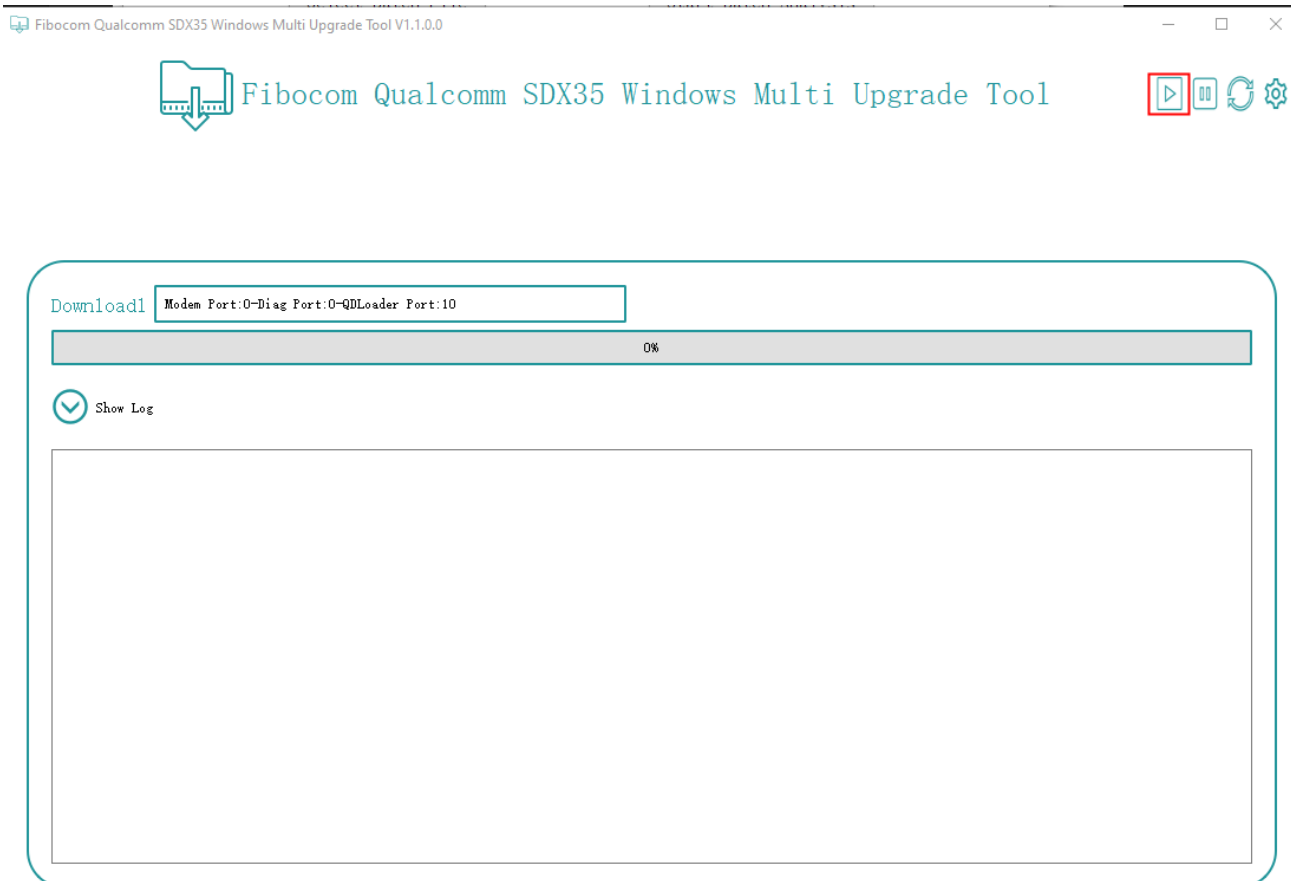 Fibocom Qualcomm SDX35 Windows Multi Upgrade Tool V1.1.0.0
Fibocom Qualcomm SDX35 Windows Multi Upgrade Tool
Download1 Modem Port:0-Diag Port:0-QDLoader Port:10
0%
Show Log